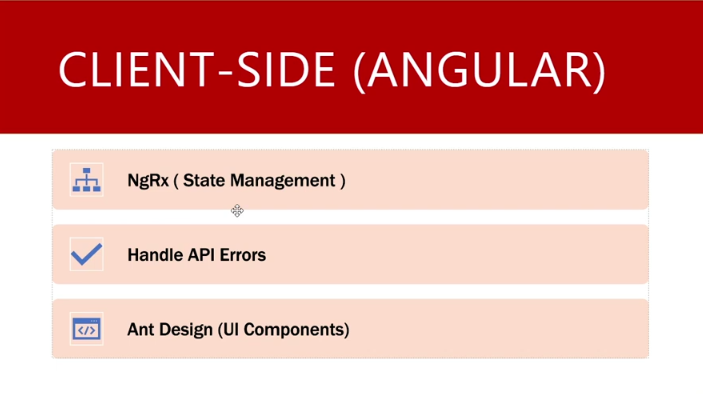 CLIENT-SIDE (ANGULAR)
NgRx ( State Management )
Handle API Errors
Ant Design (UI Components)